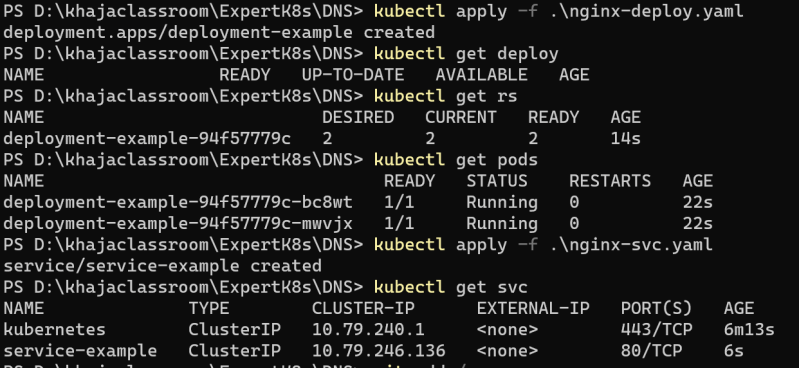 PS D:\khajaclassroom\ExpertK8s\DNS> kubectl apply -f .\nginx-deploy.yaml
deployment.apps/deployment-example created
PS D:\khajaclassroom\ExpertK8s\DNS> kubectl get deploy
NAME READY UP-TO-DATE AVAILABLE AGE
PS D:\khajaclassroom\ExpertK8s\DNS> kubectl get rs
NAME DESIRED CURRENT READY AGE
deployment-example-94f57779c 2 2 2 14s
PS D:\khajaclassroom\ExpertK8s\DNS> kubectl get pods
NAME READY STATUS RESTARTS AGE
deployment-example-94f57779c-bc8wt 1/1 Running 0 22s
deployment-example-94f57779c-mwvjx 1/1 Running 0 22s
PS D:\khajaclassroom\ExpertK8s\DNS> kubectl apply -f .\nginx-svc.yaml
service/service-example created
PS D:\khajaclassroom\ExpertK8s\DNS> kubectl get svc
NAME TYPE CLUSTER-IP EXTERNAL-IP PORT(S) AGE
kubernetes ClusterIP 10.79.240.1 <none> 443/TCP 6m13s
service-example ClusterIP 10.79.246.136 <none> 80/TCP 6s